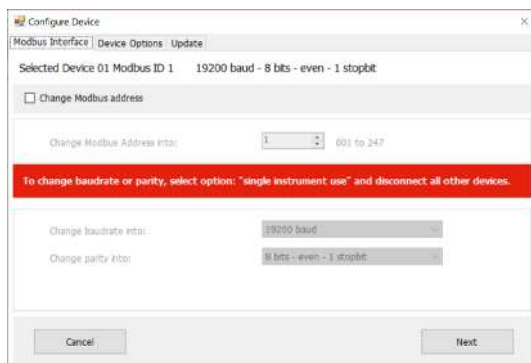 Configure Device
Modbus Interface Device Options Update
Selected Device 01 Modbus ID 1 19200 baud - 8 bits - even - 1 stopbit
Change Modbus address
Change Modbus Address into: 1 001 to 247
To change baudrate or parity, select option: "single instrument use" and disconnect all other devices.
Change baudrate into: 19200 baud
Change parity into: 8 bits - even - 1 stopbit
Cancel Next